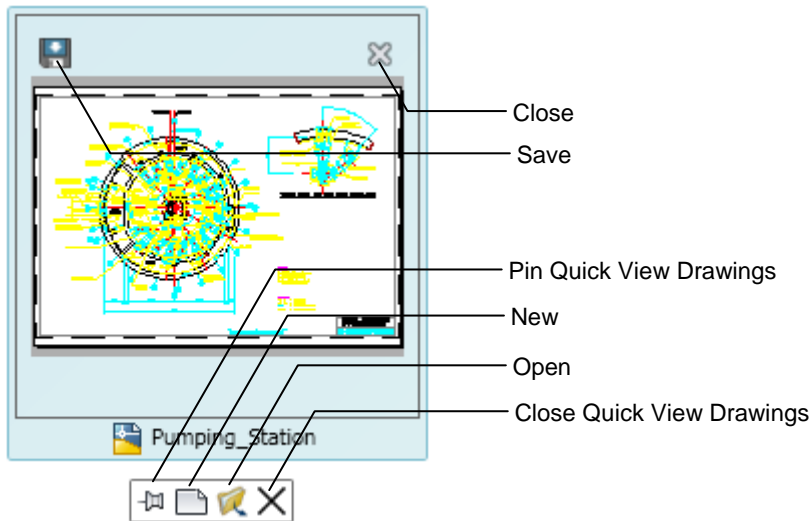 Close
Save
Pin Quick View Drawings
New
Open
Close Quick View Drawings
Pumping_Station